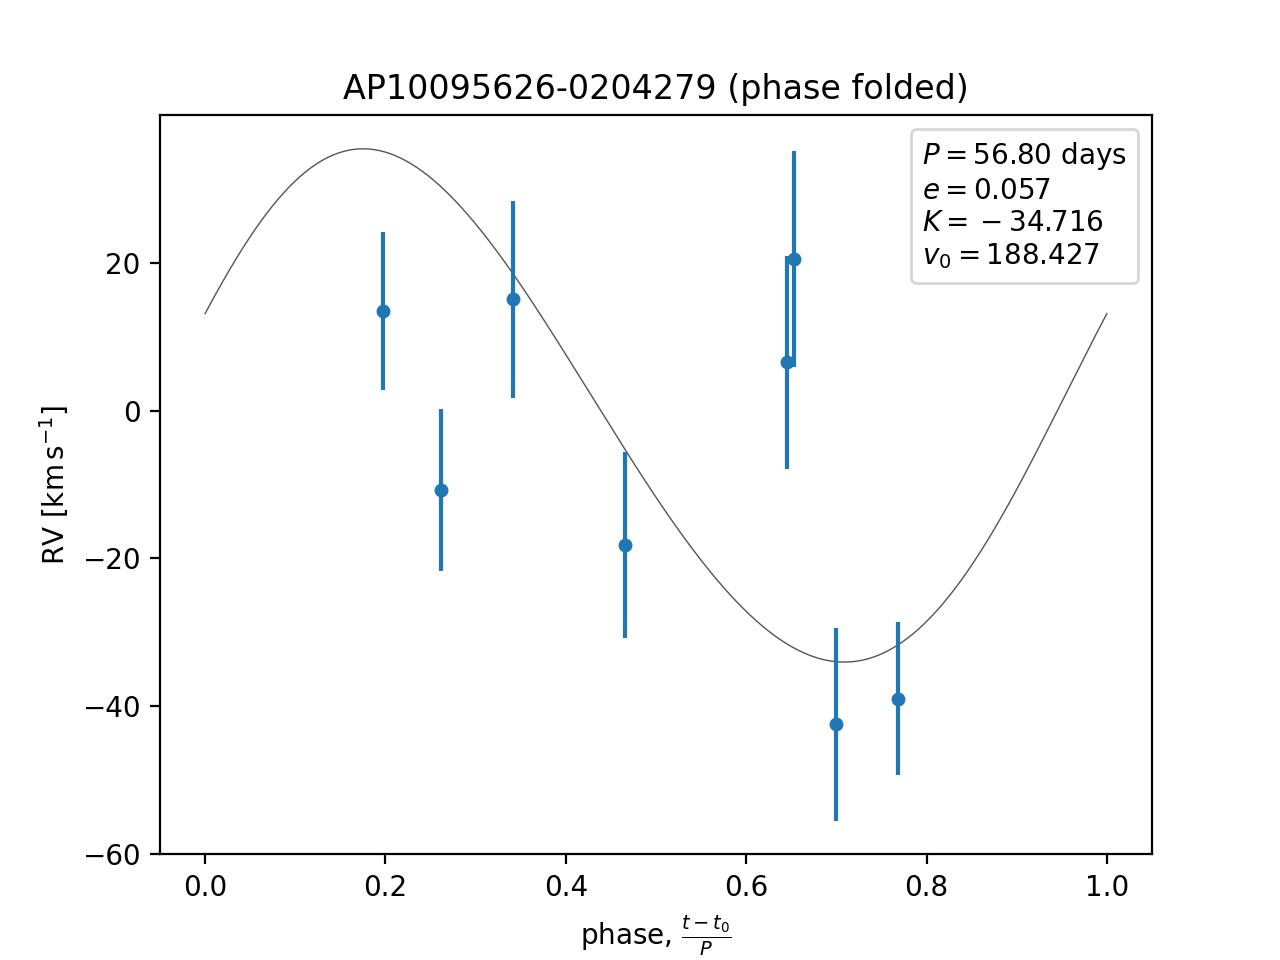 AP10095626-0204279 (phase folded)
P = 56.80 days
e = 0.057
K = −34.716
v₀ = 188.427
20
0
−20
−40
−60
RV [km s⁻¹]
0.0 0.2 0.4 0.6 0.8 1.0
phase, (t − t₀)/P